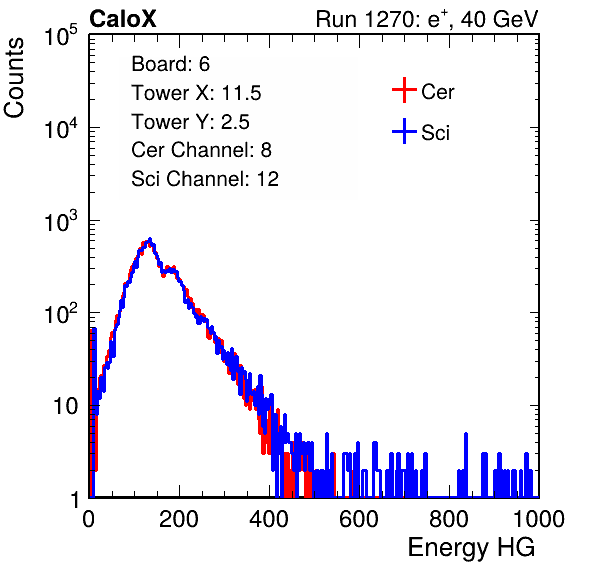 CaloX
Run 1270: e+, 40 GeV
Counts
Board: 6
Tower X: 11.5
Tower Y: 2.5
Cer Channel: 8
Sci Channel: 12
Cer
Sci
10^5
10^4
10^3
10^2
10
1
0 200 400 600 800 1000
Energy HG